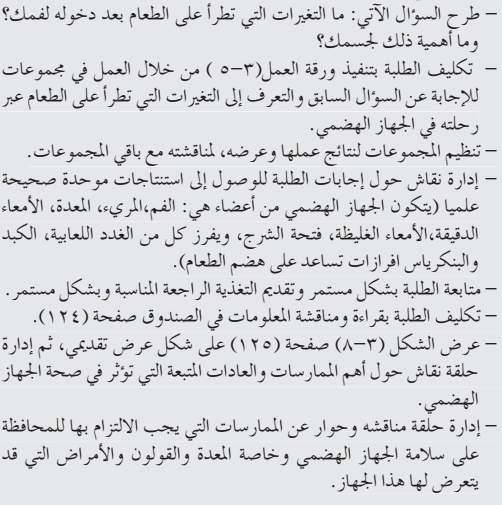 – طرح السؤال الآتي: ما التغيرات التي تطرأ على الطعام بعد دخوله لفمك؟
وما أهمية ذلك لجسمك؟
– تكليف الطلبة بتنفيذ ورقة العمل(٣-٥ ) من خلال العمل في مجموعات
للإجابة عن السؤال السابق والتعرف إلى التغيرات التي تطرأ على الطعام عبر
رحلته في الجهاز الهضمي.
– تنظيم المجموعات لنتائج عملها وعرضه، لمناقشته مع باقي المجموعات.
– إدارة نقاش حول إجابات الطلبة للوصول إلى استنتاجات موحدة صحيحة
علميا (يتكون الجهاز الهضمي من أعضاء هي: الفم،المريء، المعدة، الأمعاء
الدقيقة،الأمعاء الغليظة، فتحة الشرج، ويفرز كل من الغدد اللعابية، الكبد
والبنكرياس افرازات تساعد على هضم الطعام).
– متابعة الطلبة بشكل مستمر وتقديم التغذية الراجعة المناسبة وبشكل مستمر.
– تكليف الطلبة بقراءة ومناقشة المعلومات في الصندوق صفحة (١٢٤).
– عرض الشكل (٣-٨) صفحة (١٢٥) على شكل عرض تقديمي، ثم إدارة
حلقة نقاش حول أهم الممارسات والعادات المتبعة التي تؤثر في صحة الجهاز
الهضمي.
– إدارة حلقة مناقشه وحوار عن الممارسات التي يجب الالتزام بها للمحافظة
على سلامة الجهاز الهضمي وخاصة المعدة والقولون والأمراض التي قد
يتعرض لها هذا الجهاز.